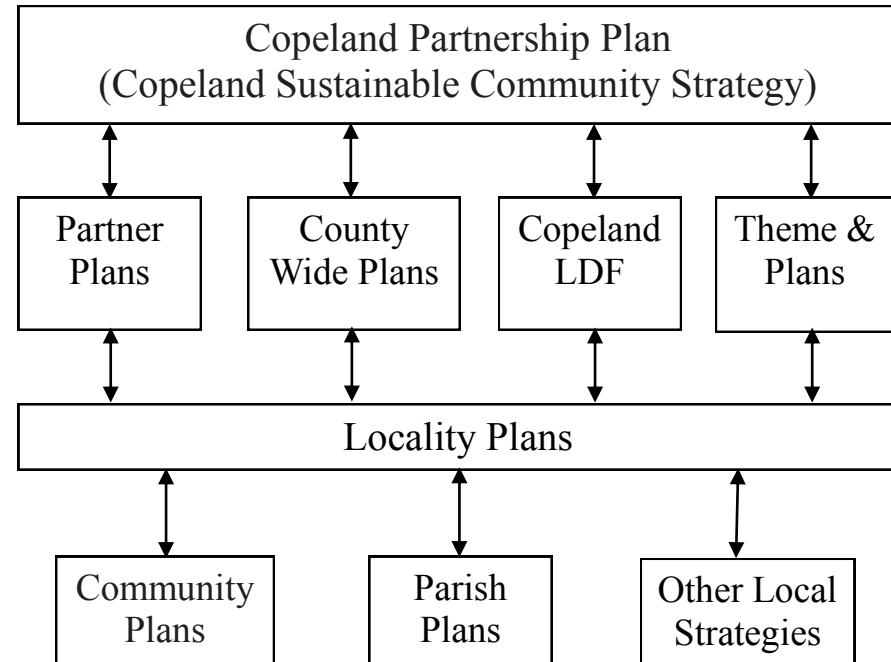 Copeland Partnership Plan
(Copeland Sustainable Community Strategy)
Partner
Plans
County
Wide Plans
Copeland
LDF
Theme &
Plans
Locality Plans
Community
Plans
Parish
Plans
Other Local
Strategies